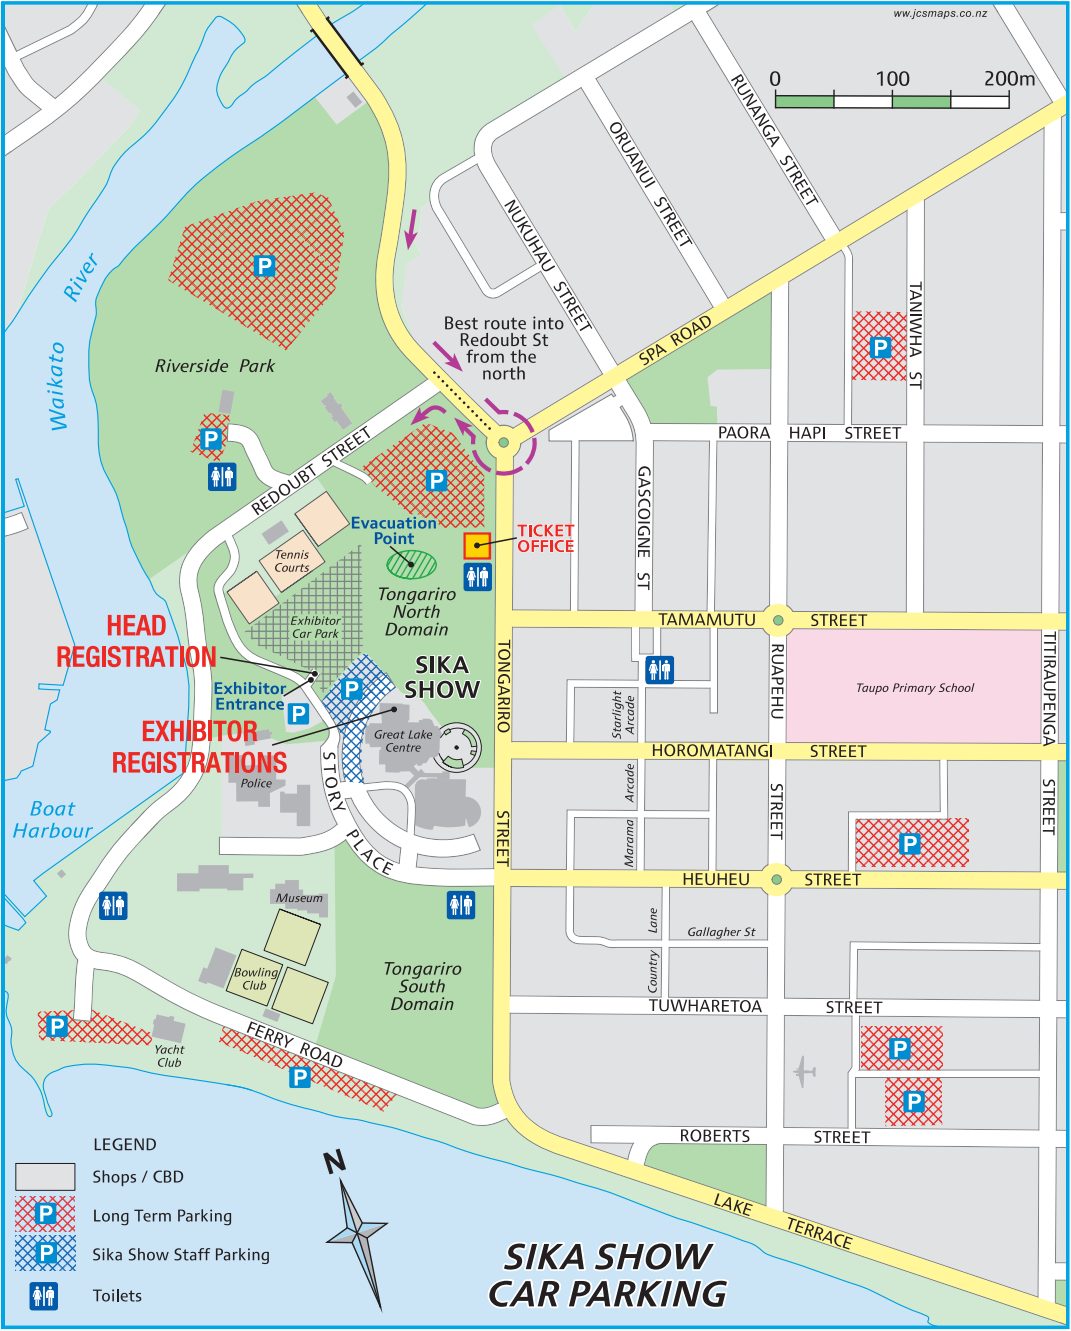 ww.jcsmaps.co.nz
0 100 200m
RUNANGA STREET
ORUANUI STREET
NUKUHAU STREET
River
Waikato
P
Riverside Park
Best route into
Redoubt St
from the
north
SPA ROAD
TANIWHA ST
P
PAORA HAPI STREET
P
REDOUBT STREET
P
GASCOIGNE ST
Evacuation
Point
TICKET
OFFICE
Tennis
Courts
Tongariro
North
Domain
Exhibitor
Car Park
HEAD
REGISTRATION
TAMAMUTU STREET
SIKA
SHOW
Exhibitor
Entrance
P
P
TONGARIRO
STREET
RUAPEHU
STREET
Taupo Primary School
TITIRAUPENGA
STREET
Starlight
Arcade
EXHIBITOR
REGISTRATIONS
Great Lake
Centre
HOROMATANGI STREET
Police
STORY PLACE
Marama Arcade
Boat
Harbour
P
HEUHEU STREET
Museum
Country Lane
Gallagher St
Bowling
Club
Tongariro
South
Domain
TUWHARETOA STREET
P
Yacht
Club
FERRY ROAD
P
P
P
ROBERTS STREET
LAKE TERRACE
LEGEND
Shops / CBD
P Long Term Parking
P Sika Show Staff Parking
Toilets
N
SIKA SHOW
CAR PARKING